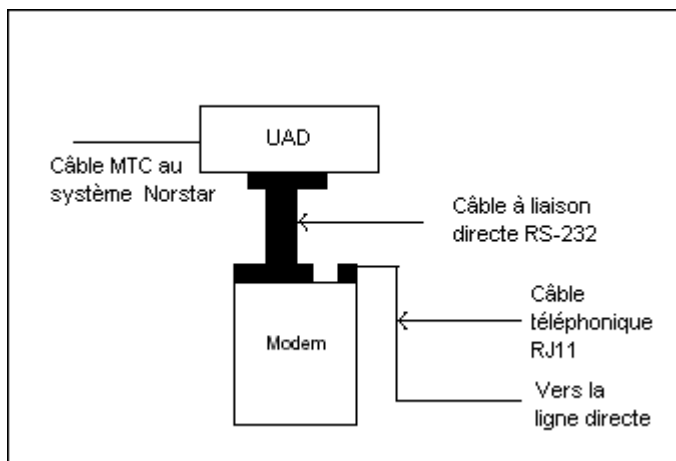 UAD
Câble MTC au
système Norstar
Câble à liaison
directe RS-232
Modem
Câble
téléphonique
RJ11
Vers la
ligne directe